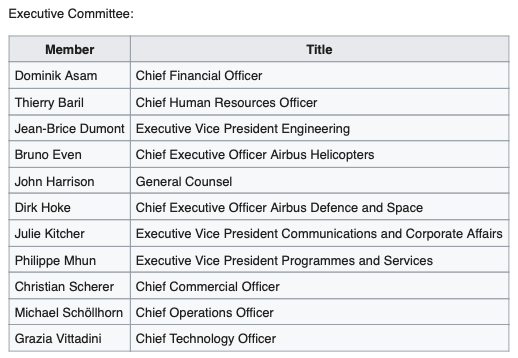 Executive Committee:
Member Title
Dominik Asam Chief Financial Officer
Thierry Baril Chief Human Resources Officer
Jean-Brice Dumont Executive Vice President Engineering
Bruno Even Chief Executive Officer Airbus Helicopters
John Harrison General Counsel
Dirk Hoke Chief Executive Officer Airbus Defence and Space
Julie Kitcher Executive Vice President Communications and Corporate Affairs
Philippe Mhun Executive Vice President Programmes and Services
Christian Scherer Chief Commercial Officer
Michael Schöllhorn Chief Operations Officer
Grazia Vittadini Chief Technology Officer